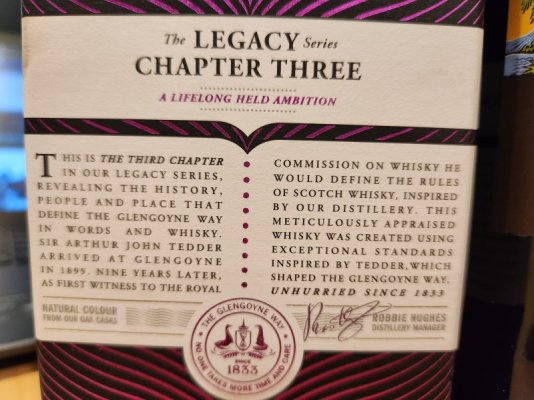 The LEGACY Series
CHAPTER THREE
A LIFELONG HELD AMBITION
THIS IS THE THIRD CHAPTER
IN OUR LEGACY SERIES,
REVEALING THE HISTORY,
PEOPLE AND PLACE THAT
DEFINE THE GLENGOYNE WAY
IN WORDS AND WHISKY.
SIR ARTHUR JOHN TEDDER
ARRIVED AT GLENGOYNE
IN 1899. NINE YEARS LATER,
AS FIRST WITNESS TO THE ROYAL
COMMISSION ON WHISKY HE
WOULD DEFINE THE RULES
OF SCOTCH WHISKY, INSPIRED
BY OUR DISTILLERY. THIS
METICULOUSLY APPRAISED
WHISKY WAS CREATED USING
EXCEPTIONAL STANDARDS
INSPIRED BY TEDDER, WHICH
SHAPED THE GLENGOYNE WAY.
UNHURRIED SINCE 1833
NATURAL COLOUR
FROM OUR OAK CASKS
THE GLENGOYNE WAY
SINCE
1833
NO ONE TAKES MORE TIME AND CARE
ROBBIE HUGHES
DISTILLERY MANAGER